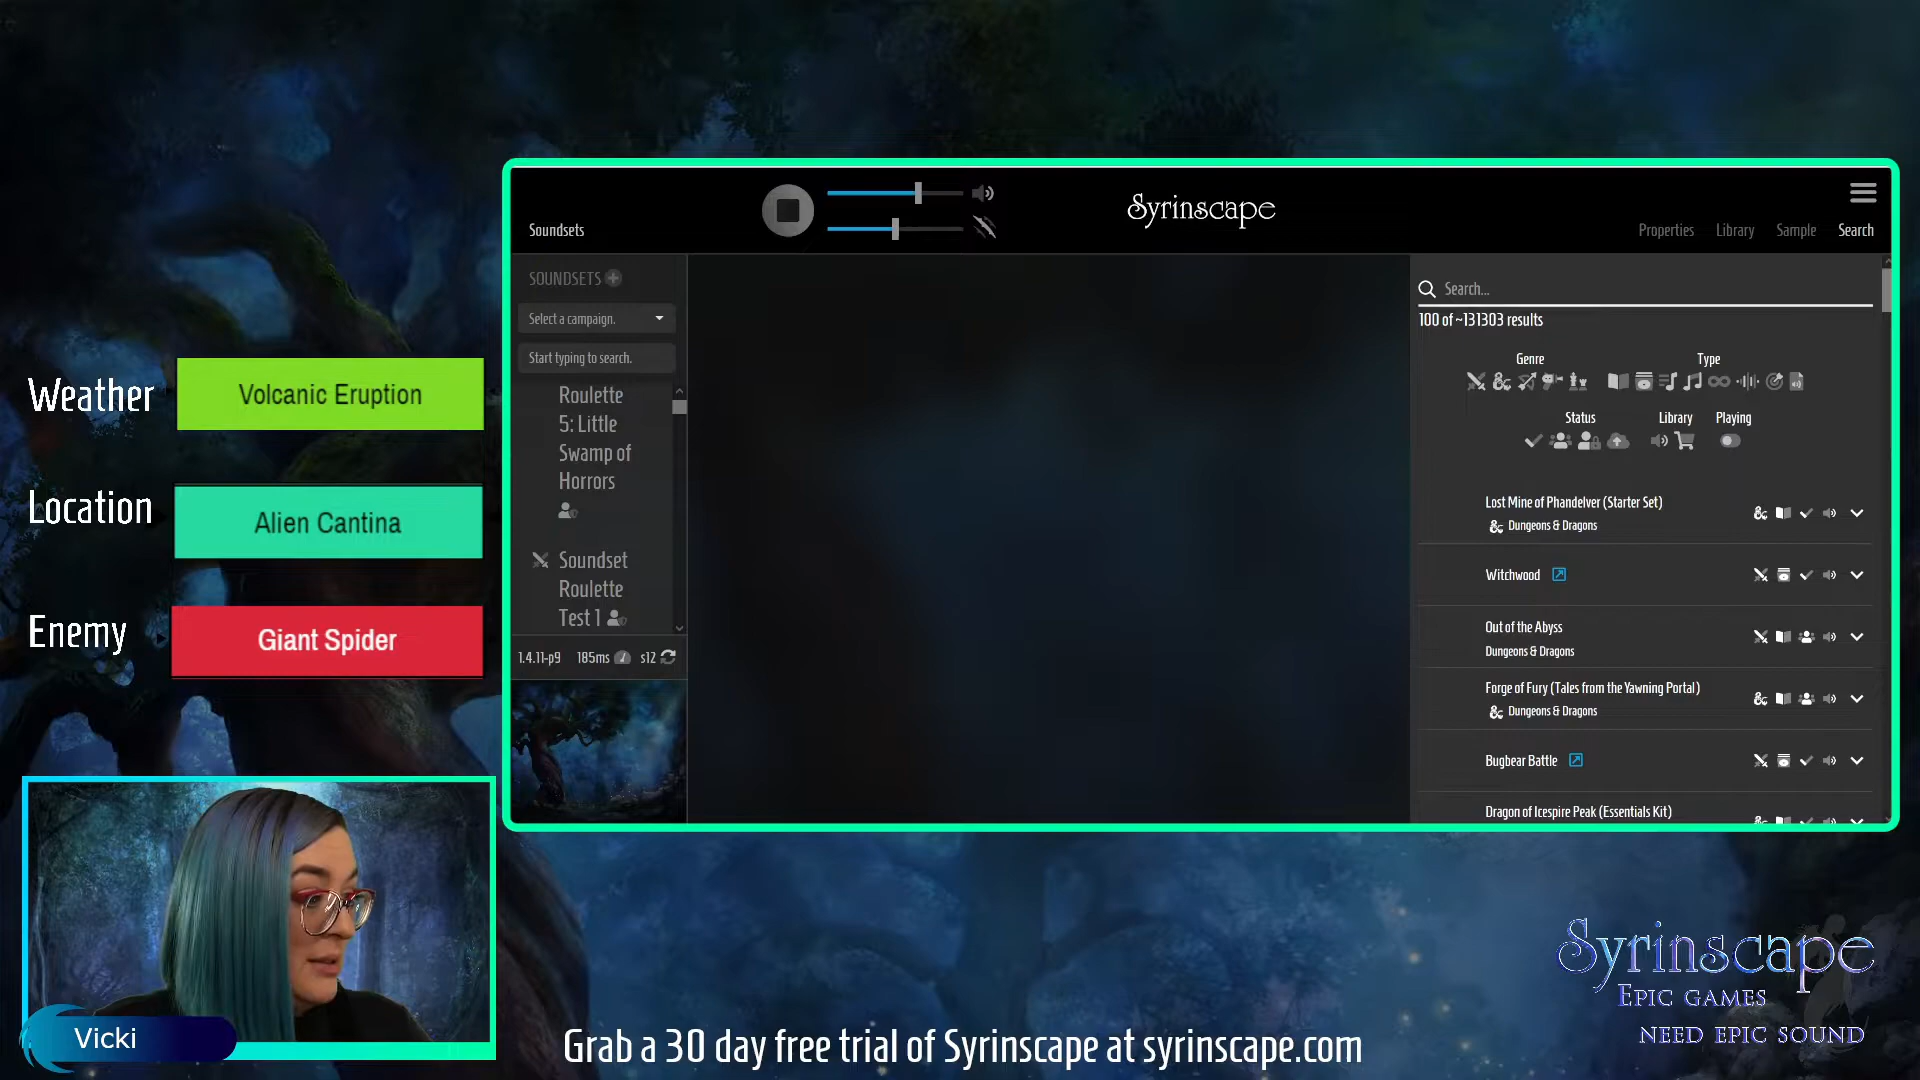 Syrinscape
Soundsets
Properties
Library
Sample
Search
SOUNDSETS
Select a campaign.
Start typing to search.
Roulette
5: Little
Swamp of
Horrors
Soundset
Roulette
Test 1
1.4.11-p9
185ms
s12
Search...
100 of ~131303 results
Genre
Type
Status
Library
Playing
Lost Mine of Phandelver (Starter Set)
Dungeons & Dragons
Witchwood
Out of the Abyss
Dungeons & Dragons
Forge of Fury (Tales from the Yawning Portal)
Dungeons & Dragons
Bugbear Battle
Dragon of Icespire Peak (Essentials Kit)
Weather
Volcanic Eruption
Location
Alien Cantina
Enemy
Giant Spider
Vicki
Grab a 30 day free trial of Syrinscape at syrinscape.com
Syrinscape
EPIC GAMES
NEED EPIC SOUND